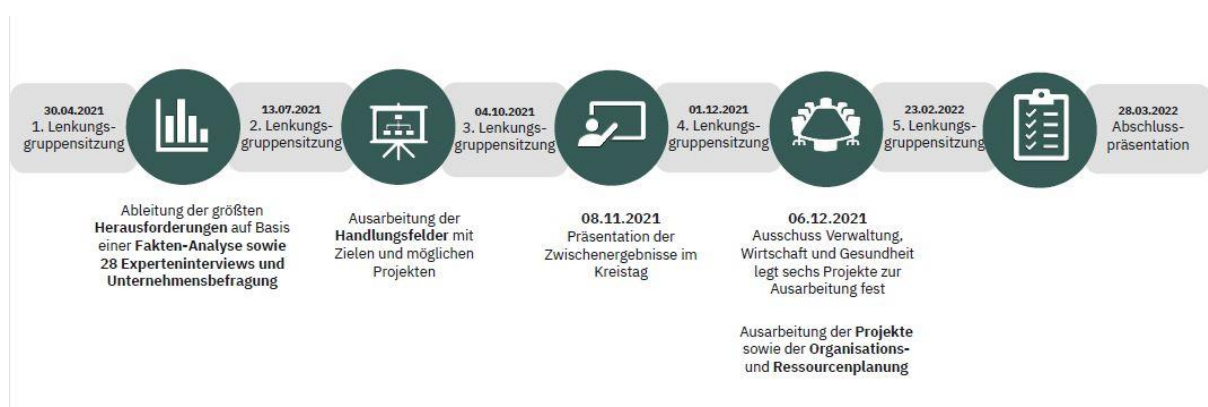 30.04.2021
1. Lenkungs-
gruppensitzung
13.07.2021
2. Lenkungs-
gruppensitzung
04.10.2021
3. Lenkungs-
gruppensitzung
01.12.2021
4. Lenkungs-
gruppensitzung
23.02.2022
5. Lenkungs-
gruppensitzung
28.03.2022
Abschluss-
präsentation
Ableitung der größten
Herausforderungen auf Basis
einer Fakten-Analyse sowie
28 Experteninterviews und
Unternehmensbefragung
Ausarbeitung der
Handlungsfelder mit
Zielen und möglichen
Projekten
08.11.2021
Präsentation der
Zwischenergebnisse im
Kreistag
06.12.2021
Ausschuss Verwaltung,
Wirtschaft und Gesundheit
legt sechs Projekte zur
Ausarbeitung fest
Ausarbeitung der Projekte
sowie der Organisations-
und Ressourcenplanung